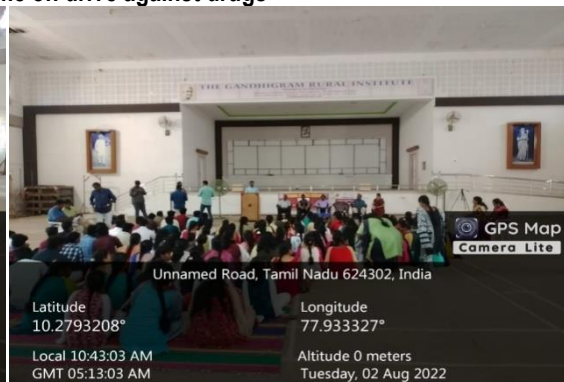 THE GANDHIGRAM RURAL INSTITUTE
GPS Map
Camera Lite
Unnamed Road, Tamil Nadu 624302, India
Latitude
10.2793208°
Longitude
77.933327°
Local 10:43:03 AM
GMT 05:13:03 AM
Altitude 0 meters
Tuesday, 02 Aug 2022